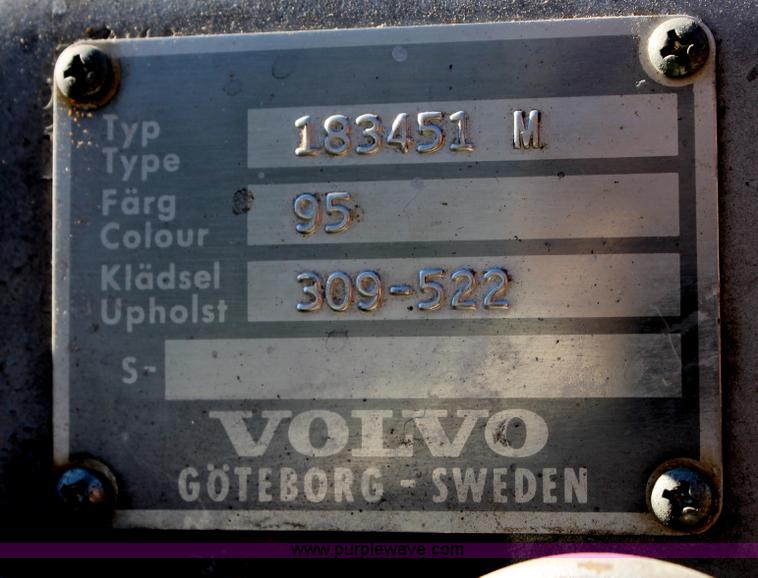 Typ
Type
183451 M
Färg
Colour
95
Klädsel
Upholst
309-522
S-
VOLVO
GÖTEBORG - SWEDEN
www.purplewave.com